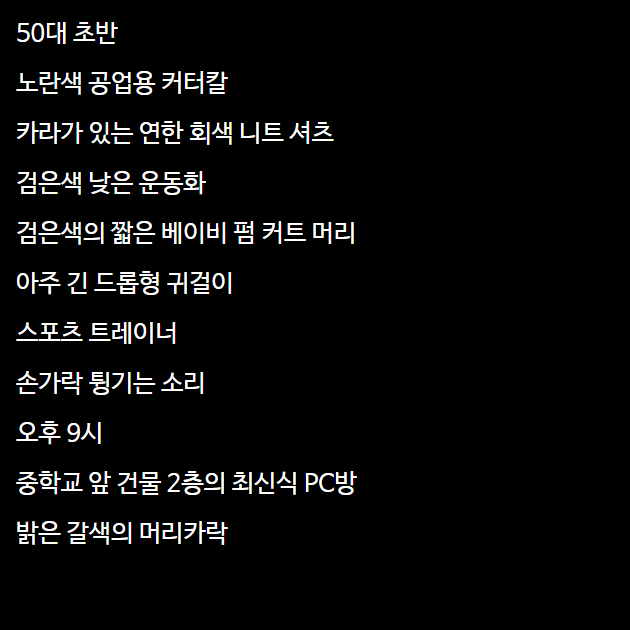 50대 초반
노란색 공업용 커터칼
카라가 있는 연한 회색 니트 셔츠
검은색 낮은 운동화
검은색의 짧은 베이비 펌 커트 머리
아주 긴 드롭형 귀걸이
스포츠 트레이너
손가락 튕기는 소리
오후 9시
중학교 앞 건물 2층의 최신식 PC방
밝은 갈색의 머리카락